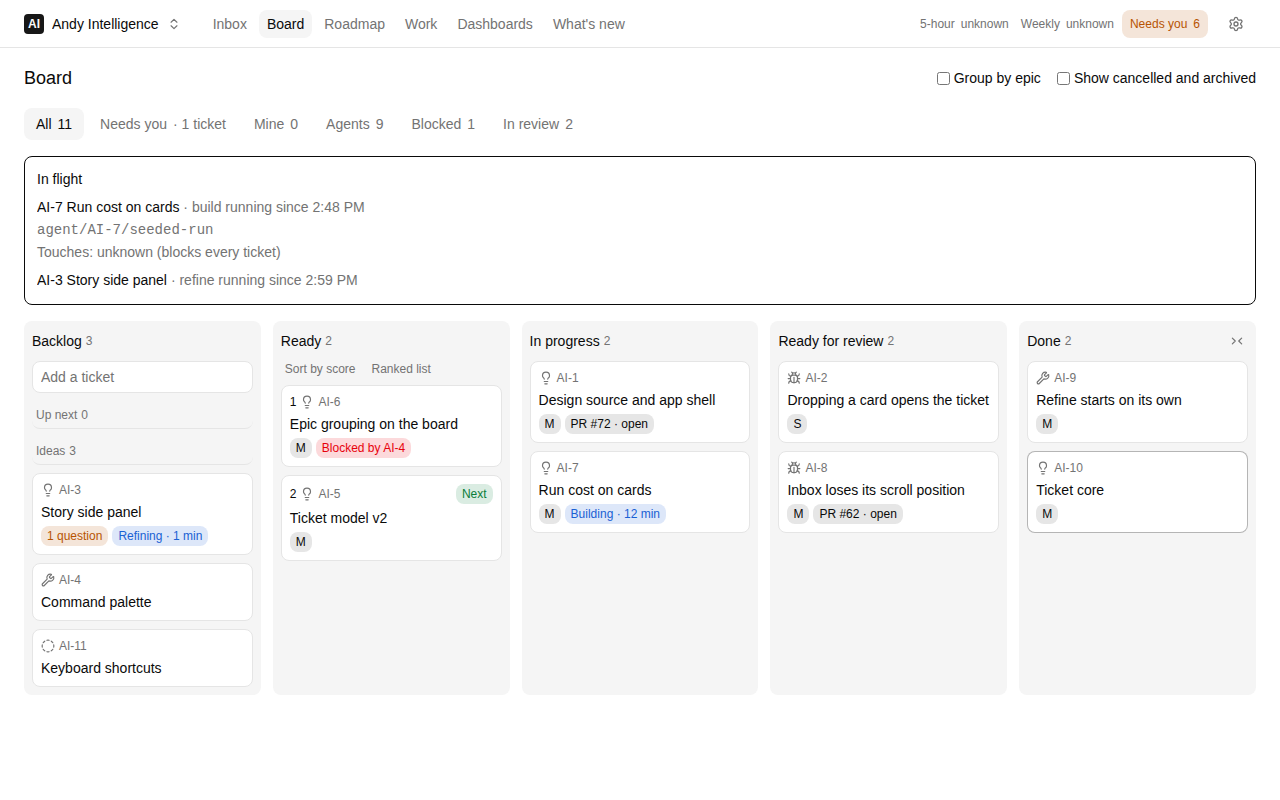 AI Andy Intelligence Inbox Board Roadmap Work Dashboards What's new 5-hour unknown Weekly unknown Needs you 6
Board Group by epic Show cancelled and archived
All 11 Needs you · 1 ticket Mine 0 Agents 9 Blocked 1 In review 2
In flight
AI-7 Run cost on cards · build running since 2:48 PM
agent/AI-7/seeded-run
Touches: unknown (blocks every ticket)
AI-3 Story side panel · refine running since 2:59 PM
Backlog 3
Add a ticket
Up next 0
Ideas 3
AI-3
Story side panel
1 question Refining · 1 min
AI-4
Command palette
AI-11
Keyboard shortcuts
Ready 2
Sort by score Ranked list
1 AI-6
Epic grouping on the board
M Blocked by AI-4
2 AI-5 Next
Ticket model v2
M
In progress 2
AI-1
Design source and app shell
M PR #72 · open
AI-7
Run cost on cards
M Building · 12 min
Ready for review 2
AI-2
Dropping a card opens the ticket
S
AI-8
Inbox loses its scroll position
M PR #62 · open
Done 2
AI-9
Refine starts on its own
M
AI-10
Ticket core
M